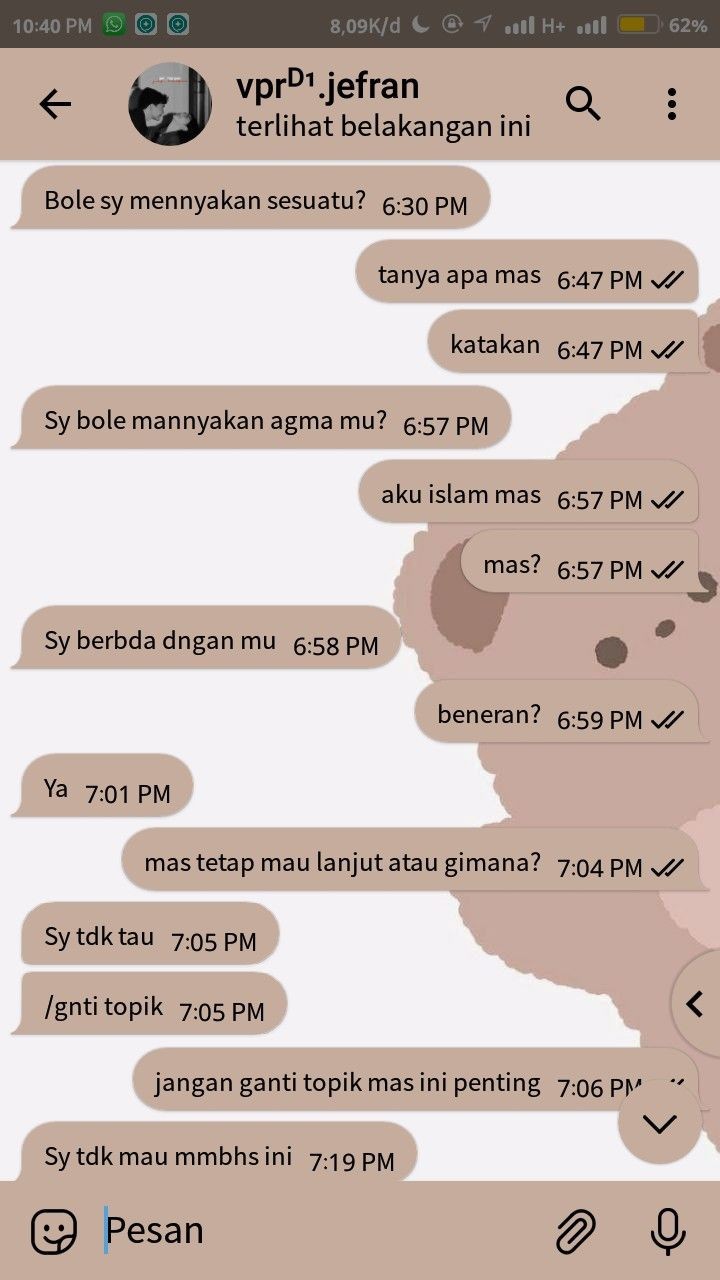 10:40 PM 8,09K/d H+ 62%
vprᴰ¹.jefran
terlihat belakangan ini
Bole sy mennyakan sesuatu? 6:30 PM
tanya apa mas 6:47 PM
katakan 6:47 PM
Sy bole mannyakan agma mu? 6:57 PM
aku islam mas 6:57 PM
mas? 6:57 PM
Sy berbda dngan mu 6:58 PM
beneran? 6:59 PM
Ya 7:01 PM
mas tetap mau lanjut atau gimana? 7:04 PM
Sy tdk tau 7:05 PM
/gnti topik 7:05 PM
jangan ganti topik mas ini penting 7:06 PM
Sy tdk mau mmbhs ini 7:19 PM
Pesan